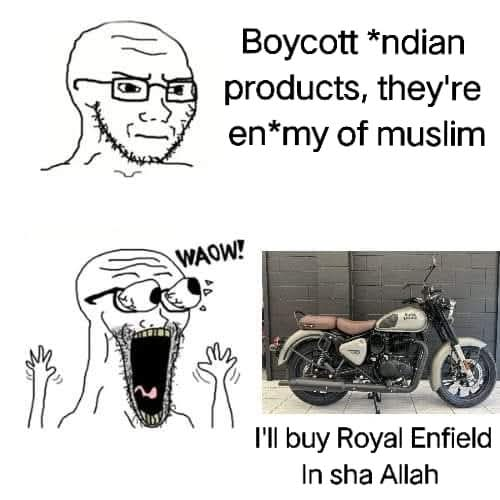 Boycott *ndian
products, they're
en*my of muslim
WAOW!
I'll buy Royal Enfield
In sha Allah